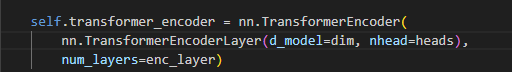 self.transformer_encoder = nn.TransformerEncoder(
    nn.TransformerEncoderLayer(d_model=dim, nhead=heads),
    num_layers=enc_layer)